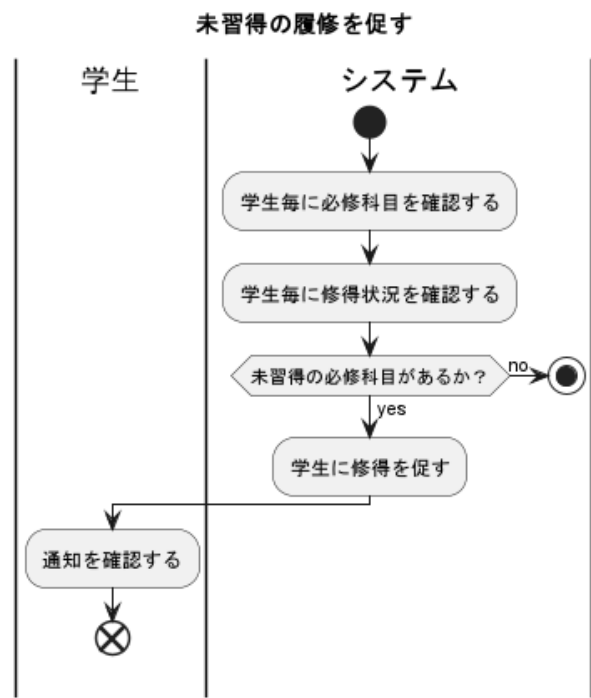 未習得の履修を促す
学生
システム
学生毎に必修科目を確認する
学生毎に修得状況を確認する
未習得の必修科目があるか？
no
yes
学生に修得を促す
通知を確認する